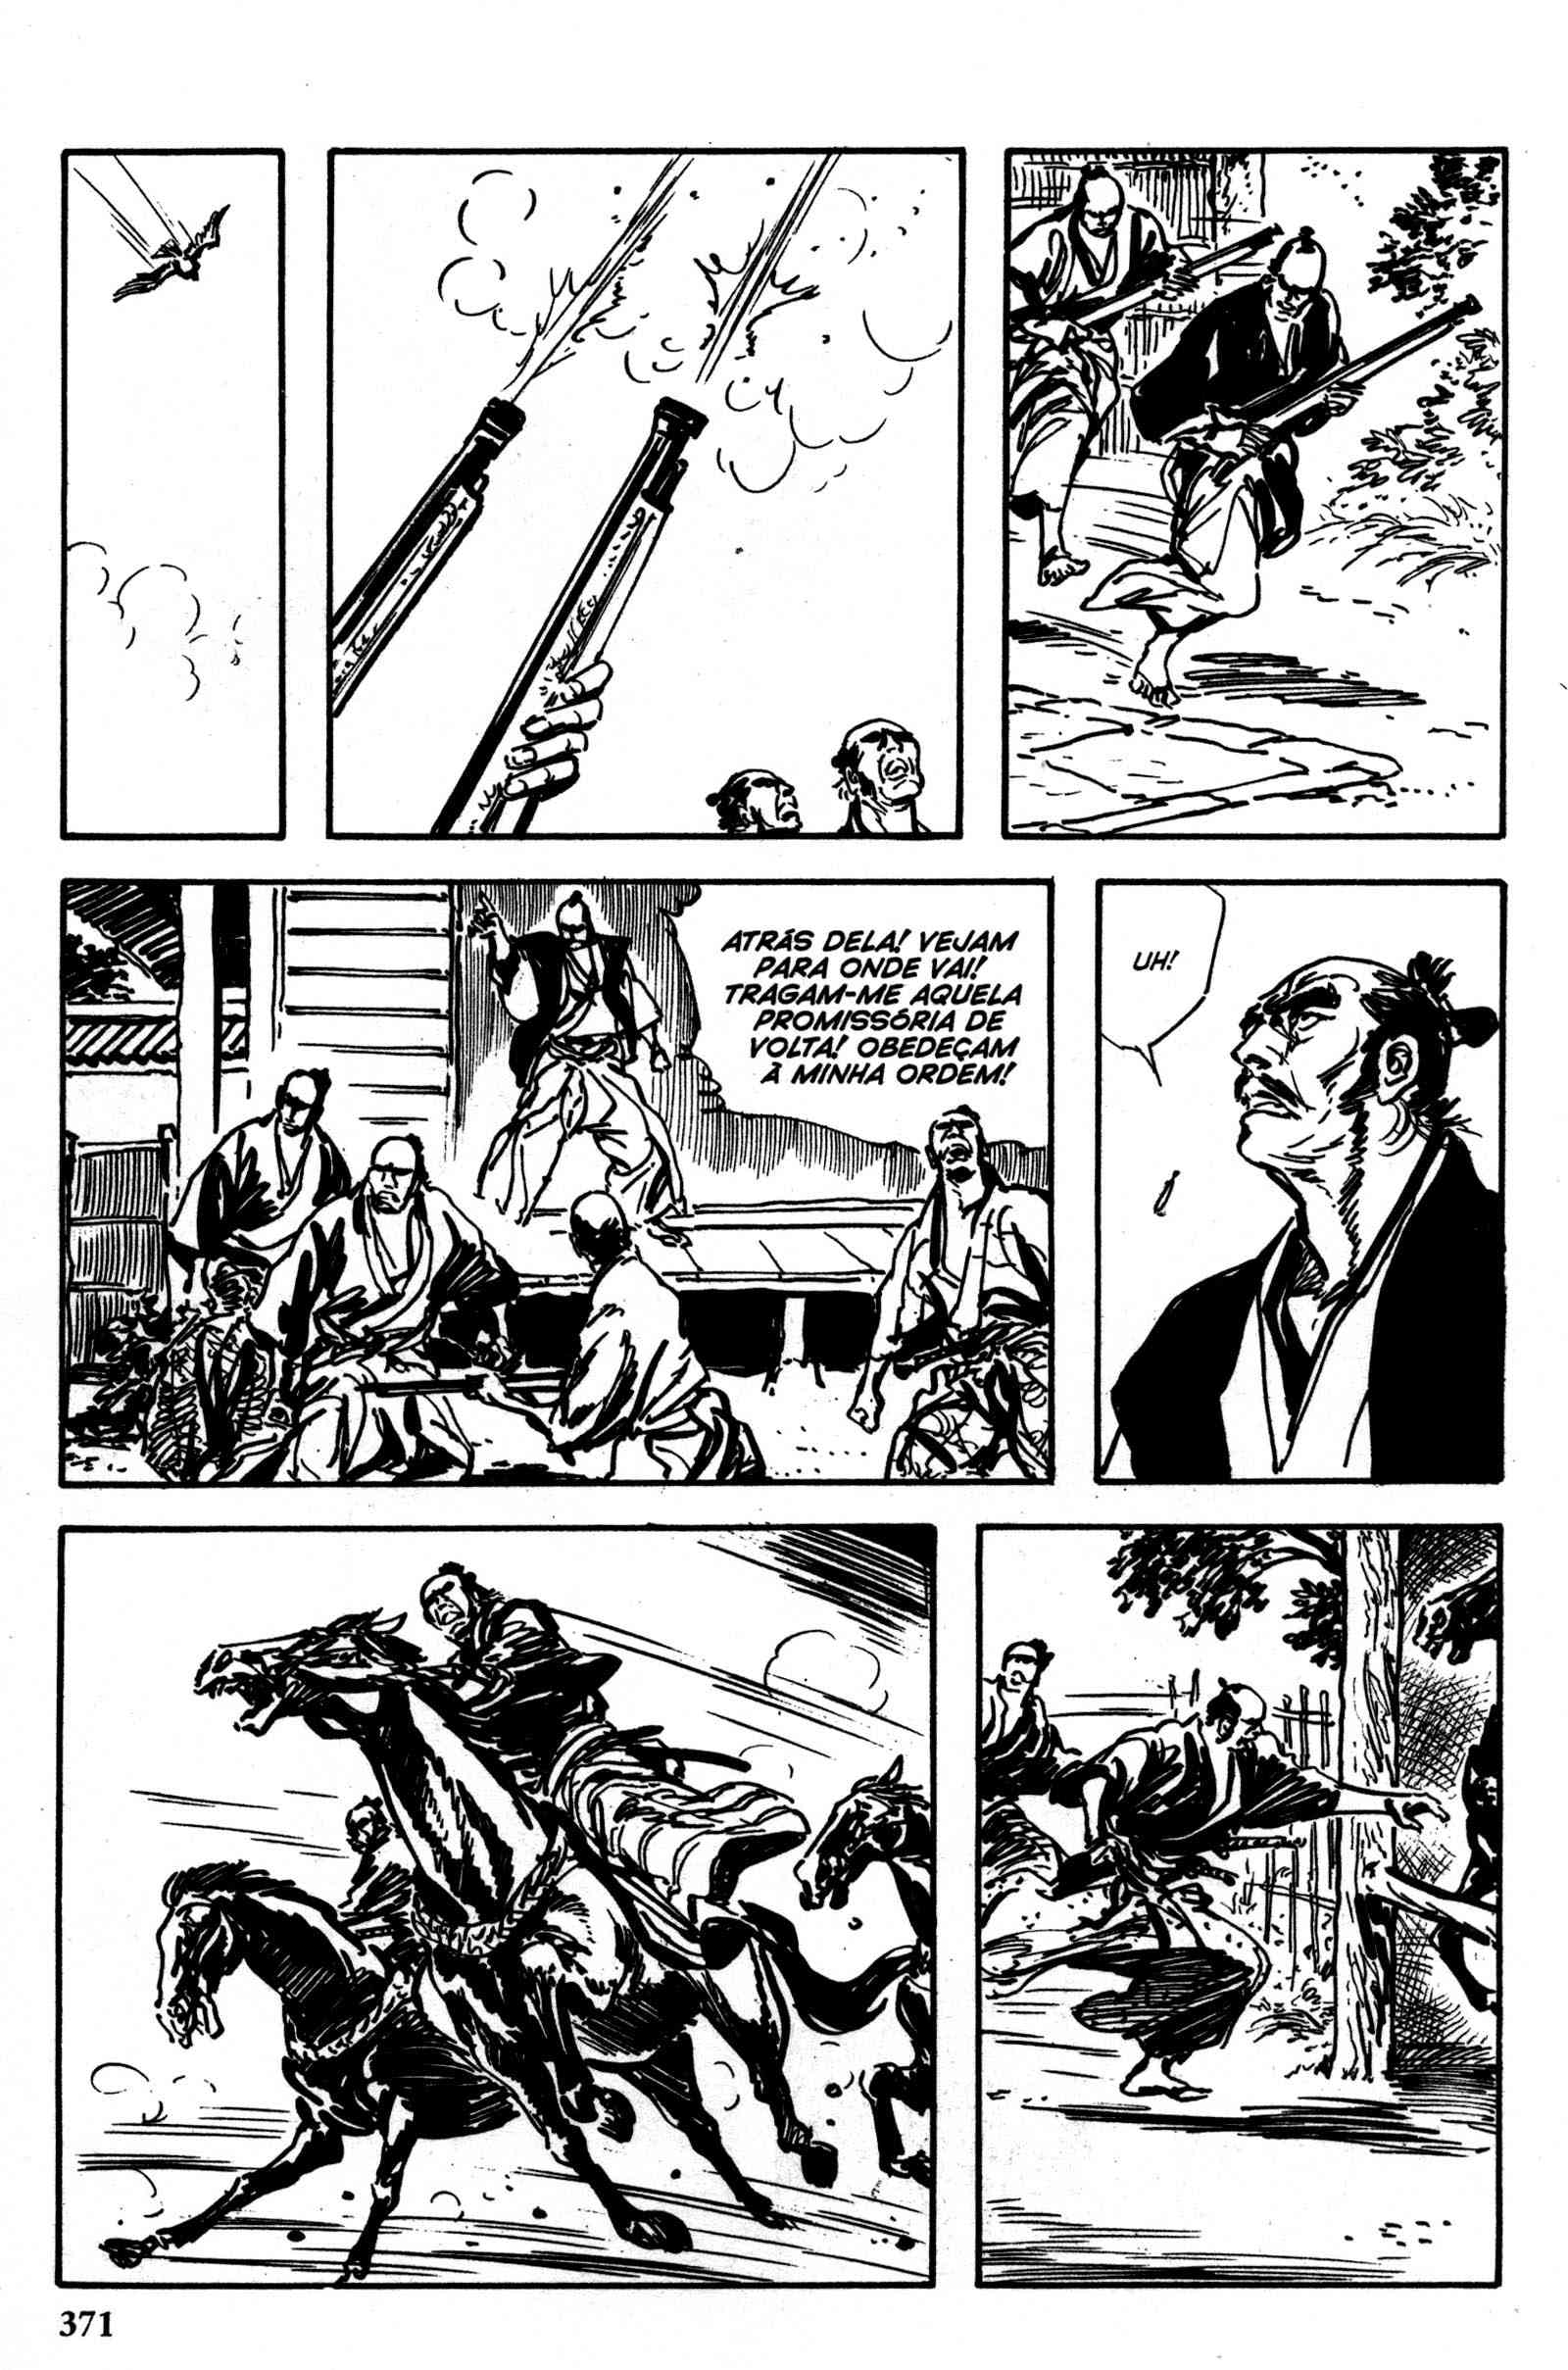 UH!
ATRÁS DELA! VEJAM
PARA ONDE VAI!
TRAGAM-ME AQUELA
PROMISSÓRIA DE
VOLTA! OBEDEÇAM
À MINHA ORDEM!
371